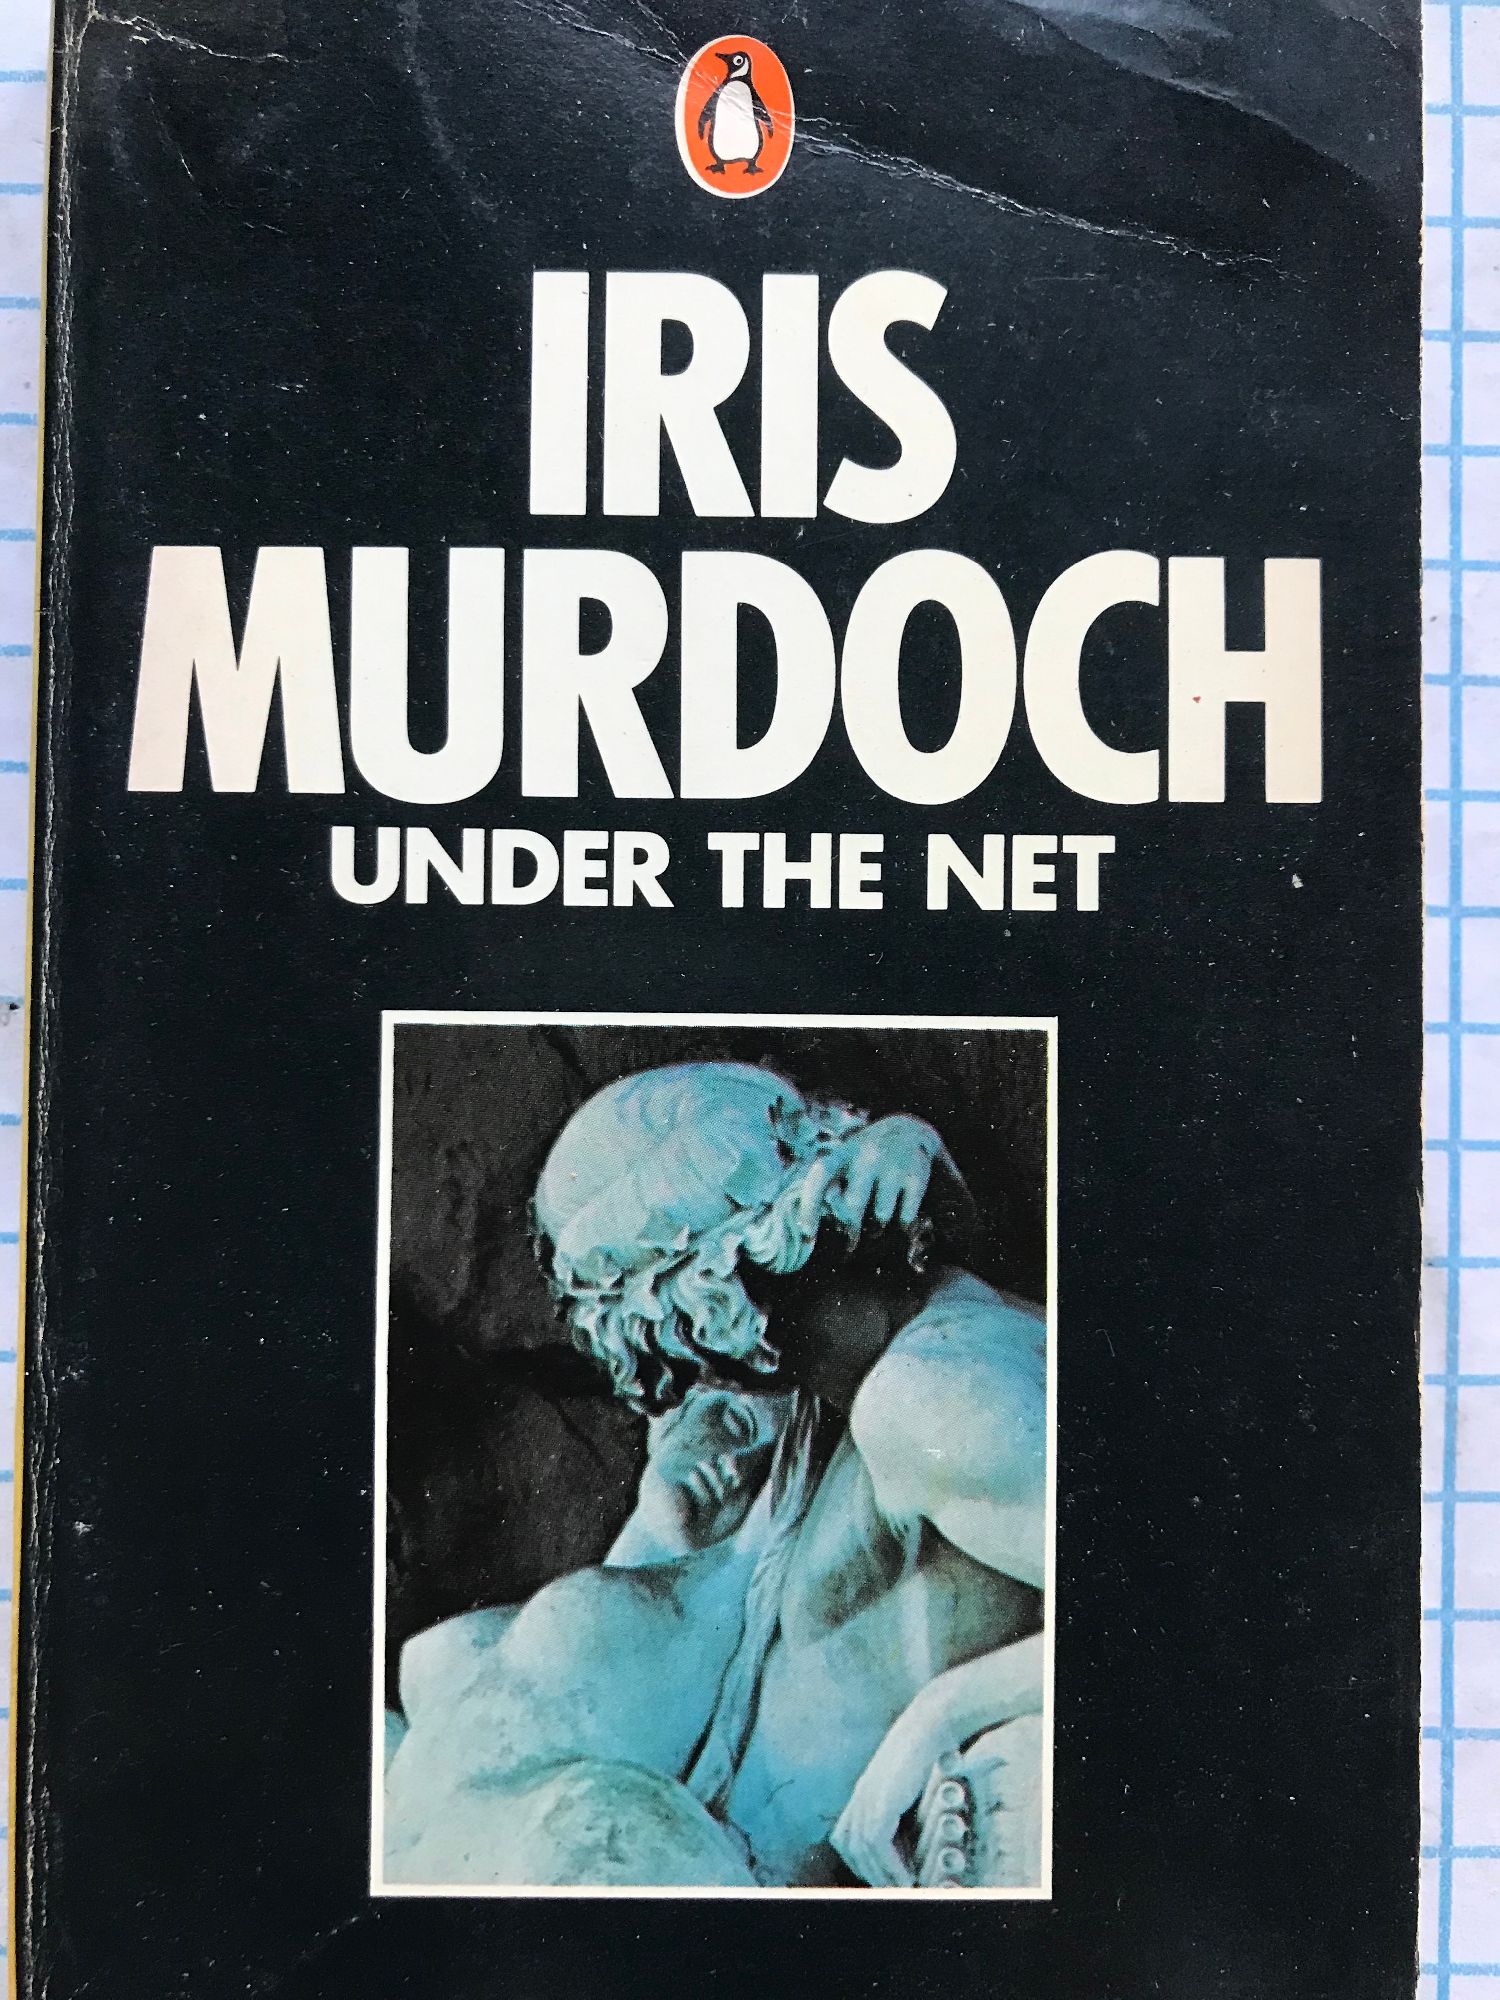 IRIS
MURDOCH
UNDER THE NET